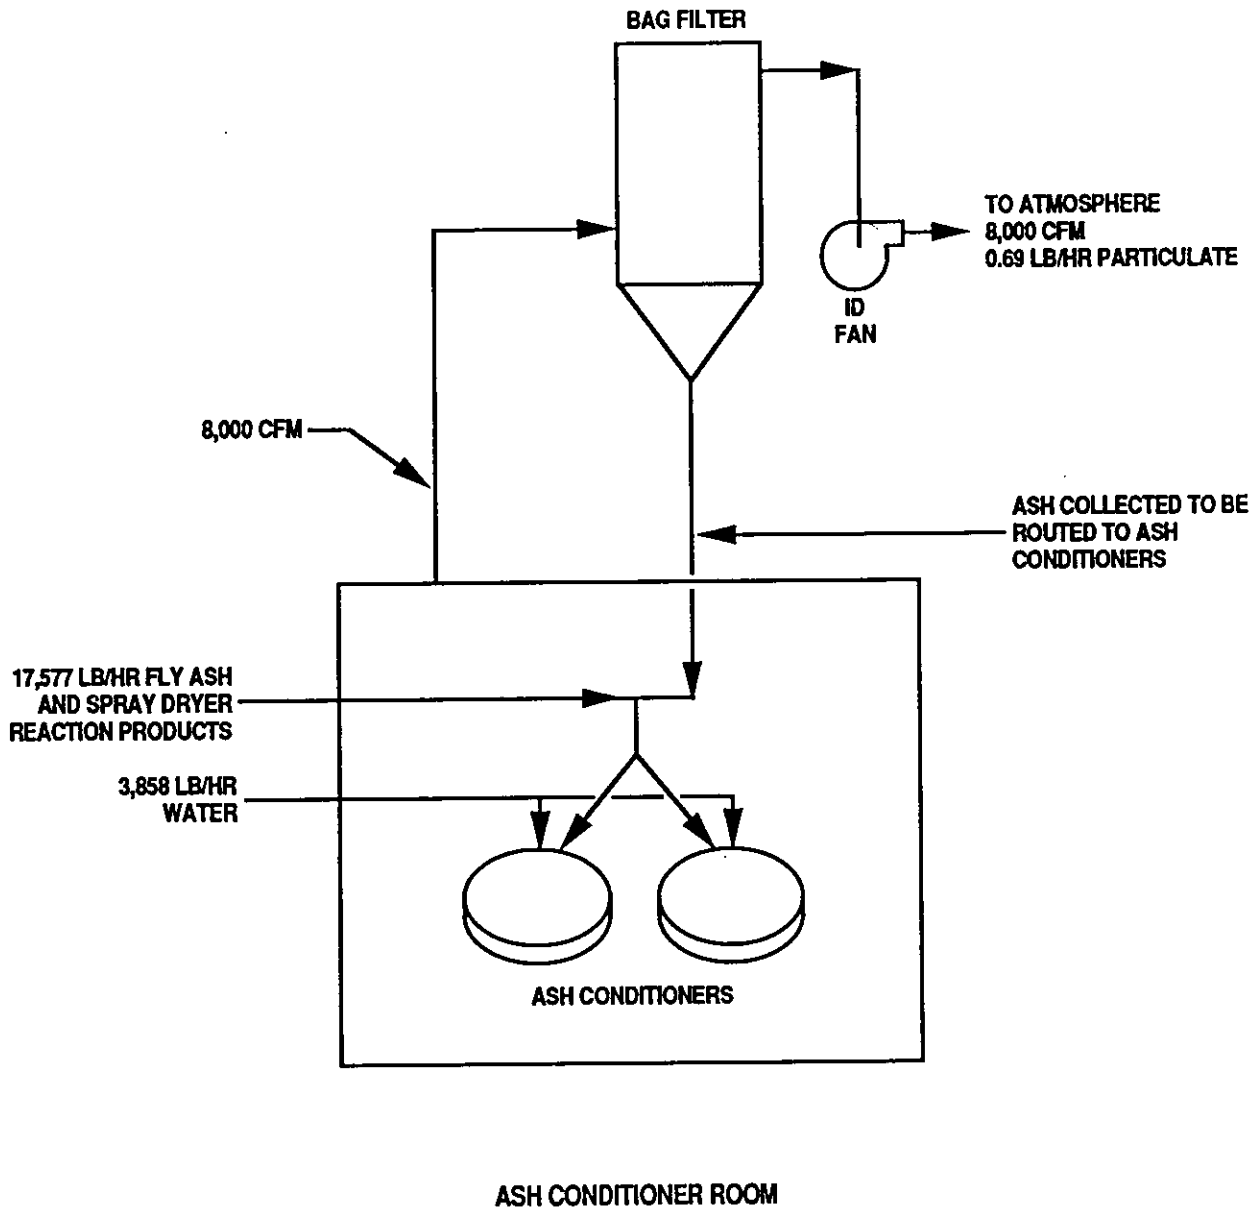 BAG FILTER
TO ATMOSPHERE
8,000 CFM
0.69 LB/HR PARTICULATE
ID
FAN
8,000 CFM
ASH COLLECTED TO BE
ROUTED TO ASH
CONDITIONERS
17,577 LB/HR FLY ASH
AND SPRAY DRYER
REACTION PRODUCTS
3,858 LB/HR
WATER
ASH CONDITIONERS
ASH CONDITIONER ROOM